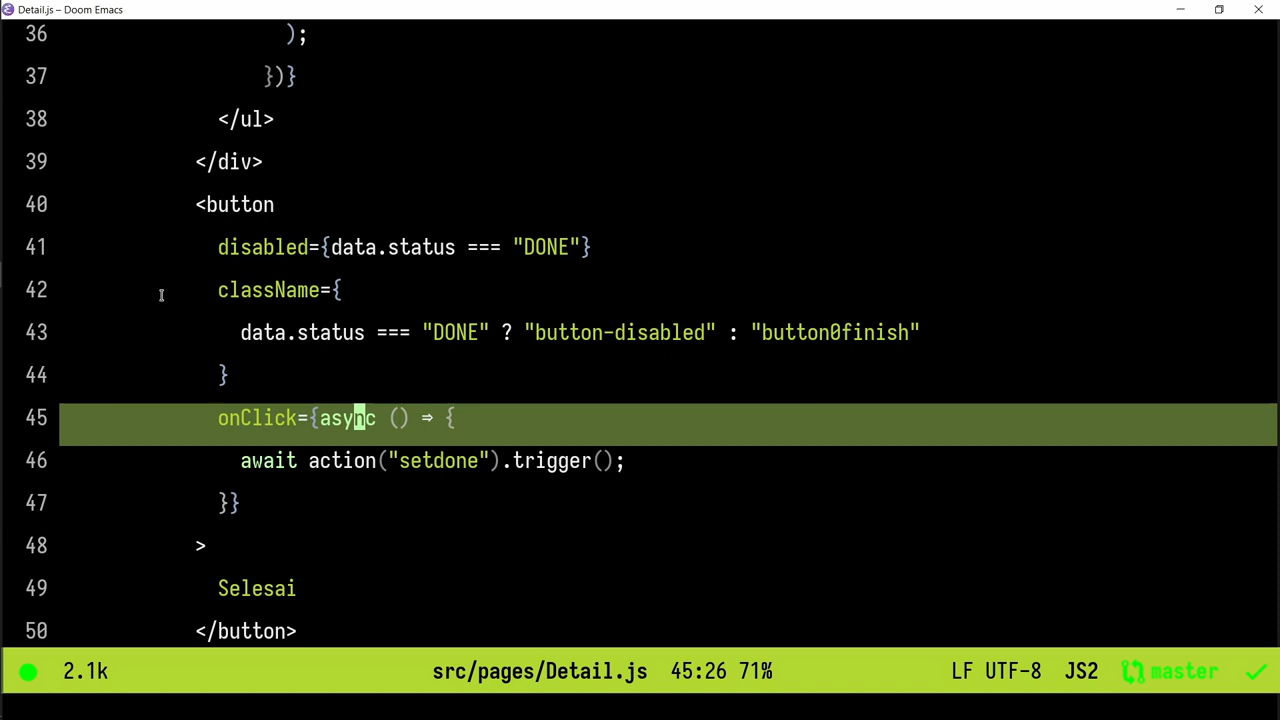 Detail.js – Doom Emacs
36 );
37 })}
38 </ul>
39 </div>
40 <button
41 disabled={data.status === "DONE"}
42 className={
43 data.status === "DONE" ? "button-disabled" : "button0finish"
44 }
45 onClick={async () ⇒ {
46 await action("setdone").trigger();
47 }}
48 >
49 Selesai
50 </button>
2.1k src/pages/Detail.js 45:26 71% LF UTF-8 JS2 master